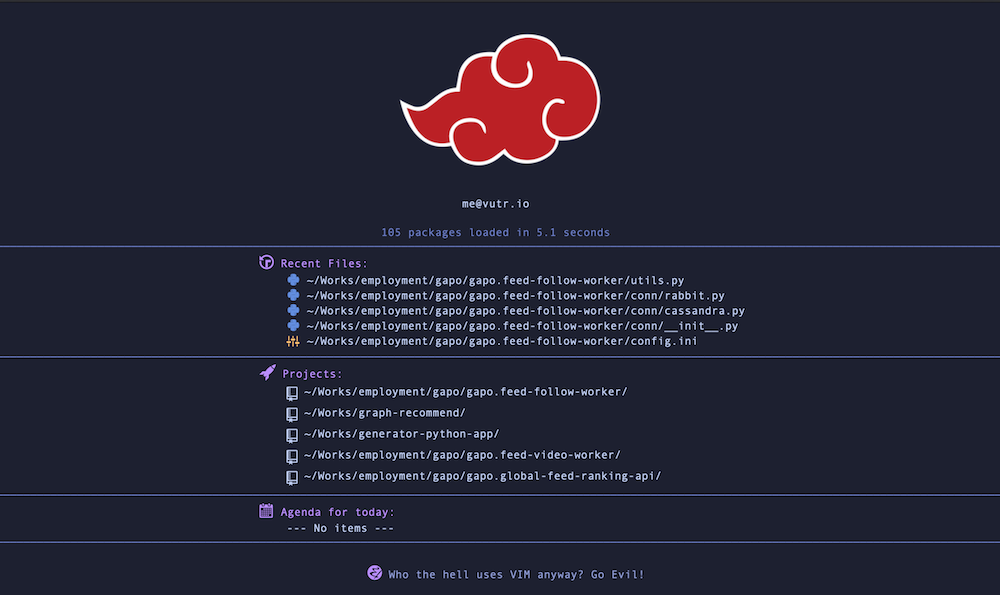 me@vutr.io
105 packages loaded in 5.1 seconds
Recent Files:
~/Works/employment/gapo/gapo.feed-follow-worker/utils.py
~/Works/employment/gapo/gapo.feed-follow-worker/conn/rabbit.py
~/Works/employment/gapo/gapo.feed-follow-worker/conn/cassandra.py
~/Works/employment/gapo/gapo.feed-follow-worker/conn/__init__.py
~/Works/employment/gapo/gapo.feed-follow-worker/config.ini
Projects:
~/Works/employment/gapo/gapo.feed-follow-worker/
~/Works/graph-recommend/
~/Works/generator-python-app/
~/Works/employment/gapo/gapo.feed-video-worker/
~/Works/employment/gapo/gapo.global-feed-ranking-api/
Agenda for today:
--- No items ---
Who the hell uses VIM anyway? Go Evil!